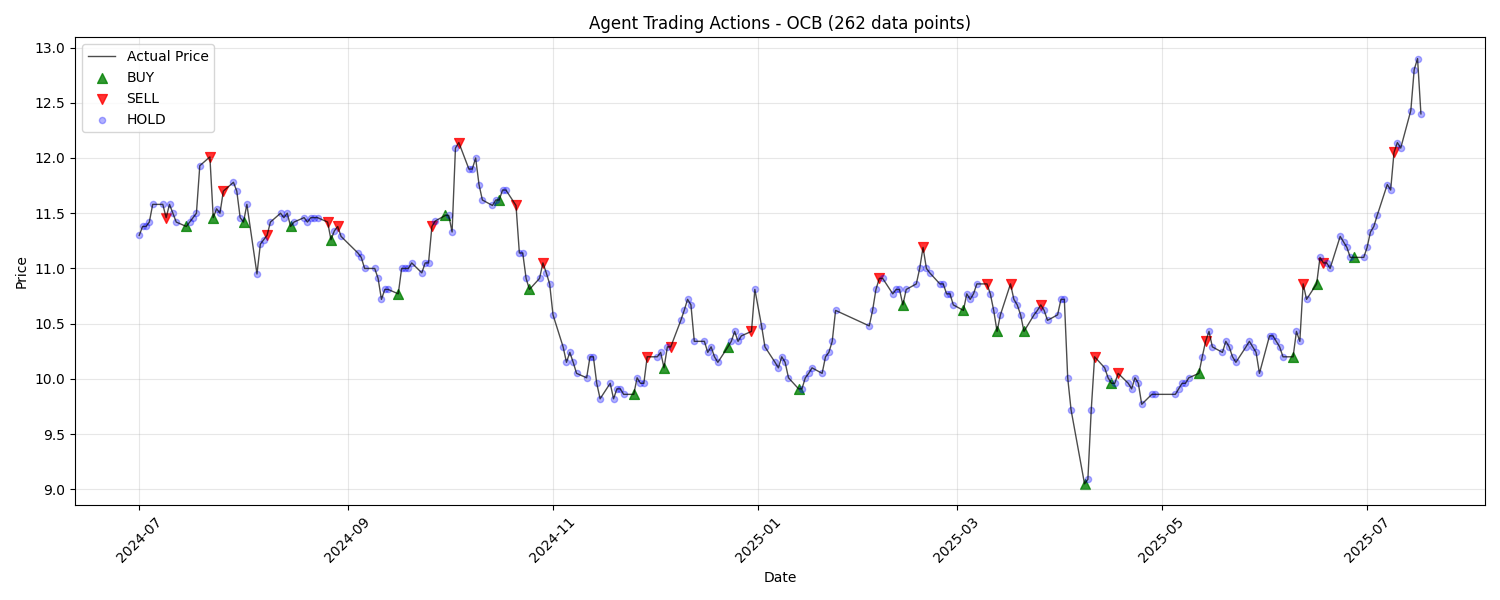 Agent Trading Actions - OCB (262 data points)
Actual Price
BUY
SELL
HOLD
Price
13.0
12.5
12.0
11.5
11.0
10.5
10.0
9.5
9.0
2024-07
2024-09
2024-11
2025-01
2025-03
2025-05
2025-07
Date